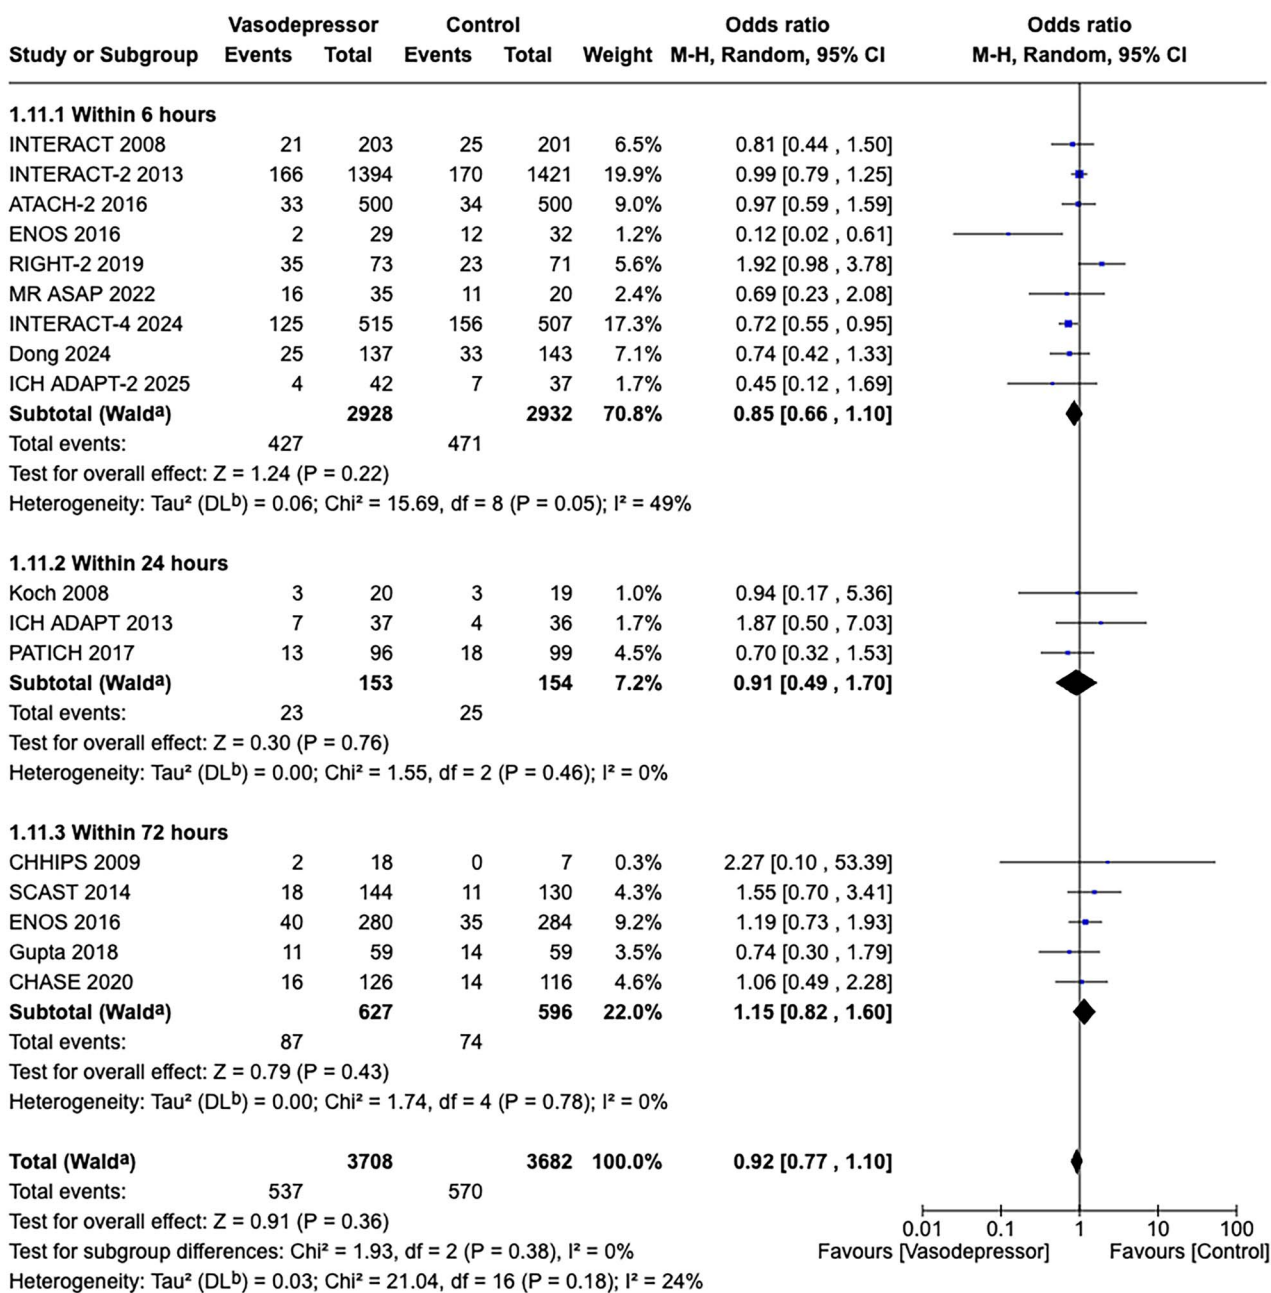 Vasodepressor Control Odds ratio Odds ratio
Study or Subgroup Events Total Events Total Weight M-H, Random, 95% CI M-H, Random, 95% CI
1.11.1 Within 6 hours
INTERACT 2008 21 203 25 201 6.5% 0.81 [0.44 , 1.50]
INTERACT-2 2013 166 1394 170 1421 19.9% 0.99 [0.79 , 1.25]
ATACH-2 2016 33 500 34 500 9.0% 0.97 [0.59 , 1.59]
ENOS 2016 2 29 12 32 1.2% 0.12 [0.02 , 0.61]
RIGHT-2 2019 35 73 23 71 5.6% 1.92 [0.98 , 3.78]
MR ASAP 2022 16 35 11 20 2.4% 0.69 [0.23 , 2.08]
INTERACT-4 2024 125 515 156 507 17.3% 0.72 [0.55 , 0.95]
Dong 2024 25 137 33 143 7.1% 0.74 [0.42 , 1.33]
ICH ADAPT-2 2025 4 42 7 37 1.7% 0.45 [0.12 , 1.69]
Subtotal (Waldᵃ) 2928 2932 70.8% 0.85 [0.66 , 1.10]
Total events: 427 471
Test for overall effect: Z = 1.24 (P = 0.22)
Heterogeneity: Tau² (DLᵇ) = 0.06; Chi² = 15.69, df = 8 (P = 0.05); I² = 49%
1.11.2 Within 24 hours
Koch 2008 3 20 3 19 1.0% 0.94 [0.17 , 5.36]
ICH ADAPT 2013 7 37 4 36 1.7% 1.87 [0.50 , 7.03]
PATICH 2017 13 96 18 99 4.5% 0.70 [0.32 , 1.53]
Subtotal (Waldᵃ) 153 154 7.2% 0.91 [0.49 , 1.70]
Total events: 23 25
Test for overall effect: Z = 0.30 (P = 0.76)
Heterogeneity: Tau² (DLᵇ) = 0.00; Chi² = 1.55, df = 2 (P = 0.46); I² = 0%
1.11.3 Within 72 hours
CHHIPS 2009 2 18 0 7 0.3% 2.27 [0.10 , 53.39]
SCAST 2014 18 144 11 130 4.3% 1.55 [0.70 , 3.41]
ENOS 2016 40 280 35 284 9.2% 1.19 [0.73 , 1.93]
Gupta 2018 11 59 14 59 3.5% 0.74 [0.30 , 1.79]
CHASE 2020 16 126 14 116 4.6% 1.06 [0.49 , 2.28]
Subtotal (Waldᵃ) 627 596 22.0% 1.15 [0.82 , 1.60]
Total events: 87 74
Test for overall effect: Z = 0.79 (P = 0.43)
Heterogeneity: Tau² (DLᵇ) = 0.00; Chi² = 1.74, df = 4 (P = 0.78); I² = 0%
Total (Waldᵃ) 3708 3682 100.0% 0.92 [0.77 , 1.10]
Total events: 537 570
Test for overall effect: Z = 0.91 (P = 0.36) 0.01 0.1 1 10 100
Test for subgroup differences: Chi² = 1.93, df = 2 (P = 0.38), I² = 0% Favours [Vasodepressor] Favours [Control]
Heterogeneity: Tau² (DLᵇ) = 0.03; Chi² = 21.04, df = 16 (P = 0.18); I² = 24%